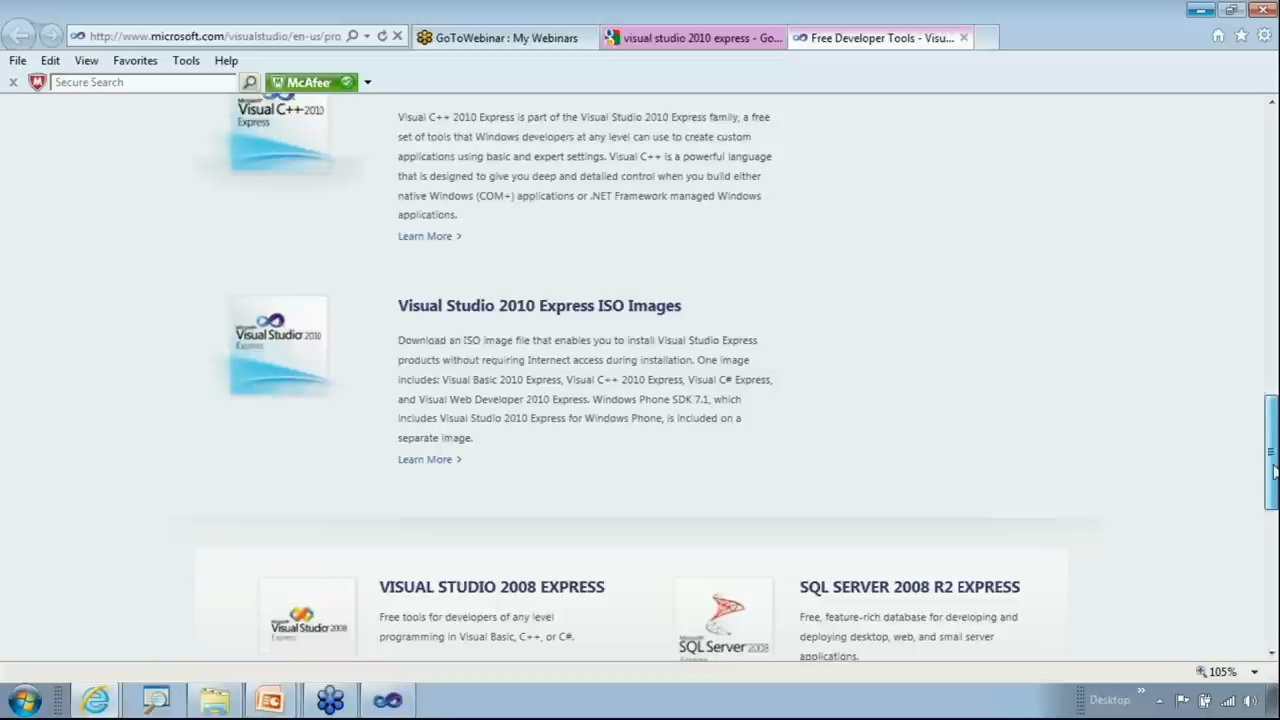 http://www.microsoft.com/visualstudio/en-us/pro
GoToWebinar : My Webinars
visual studio 2010 express - Go...
Free Developer Tools - Visu...
File Edit View Favorites Tools Help
Secure Search
McAfee
Visual C++ 2010
Express
Visual C++ 2010 Express is part of the Visual Studio 2010 Express family, a free
set of tools that Windows developers at any level can use to create custom
applications using basic and expert settings. Visual C++ is a powerful language
that is designed to give you deep and detailed control when you build either
native Windows (COM+) applications or .NET Framework managed Windows
applications.
Learn More >
Visual Studio 2010
Express
Visual Studio 2010 Express ISO Images
Download an ISO image file that enables you to install Visual Studio Express
products without requiring Internect access during installation. One image
includes: Visual Basic 2010 Express, Visual C++ 2010 Express, Visual C# Express,
and Visual Web Developer 2010 Express. Windows Phone SDK 7.1, which
includes Visual Studio 2010 Express for Windows Phone, is included on a
separate image.
Learn More >
Visual Studio 2008
Express
VISUAL STUDIO 2008 EXPRESS
Free tools for developers of any level
programming in Visual Basic, C++, or C#.
SQL Server 2008
SQL SERVER 2008 R2 EXPRESS
Free, feature-rich database for developing and
deploying desktop, web, and small server
applications.
105%
Desktop